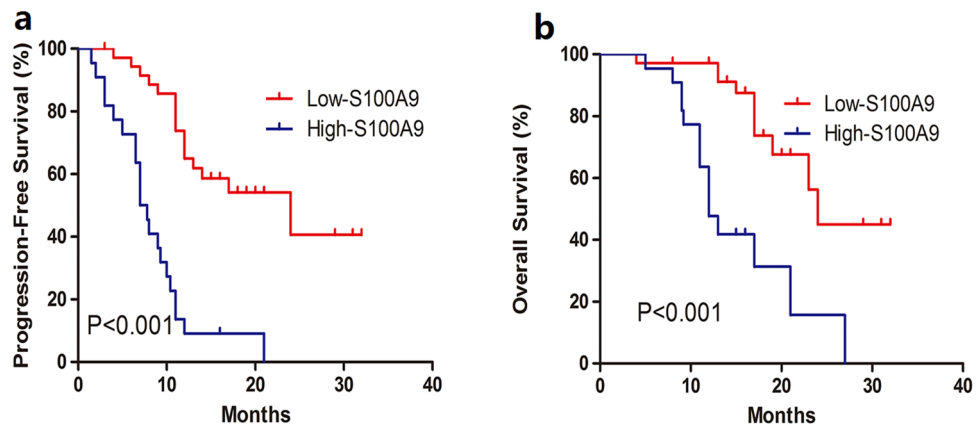 a
Progression-Free Survival (%)
100
80
60
40
20
0
Low-S100A9
High-S100A9
P<0.001
0 10 20 30 40
Months
b
Overall Survival (%)
100
80
60
40
20
0
Low-S100A9
High-S100A9
P<0.001
0 10 20 30 40
Months